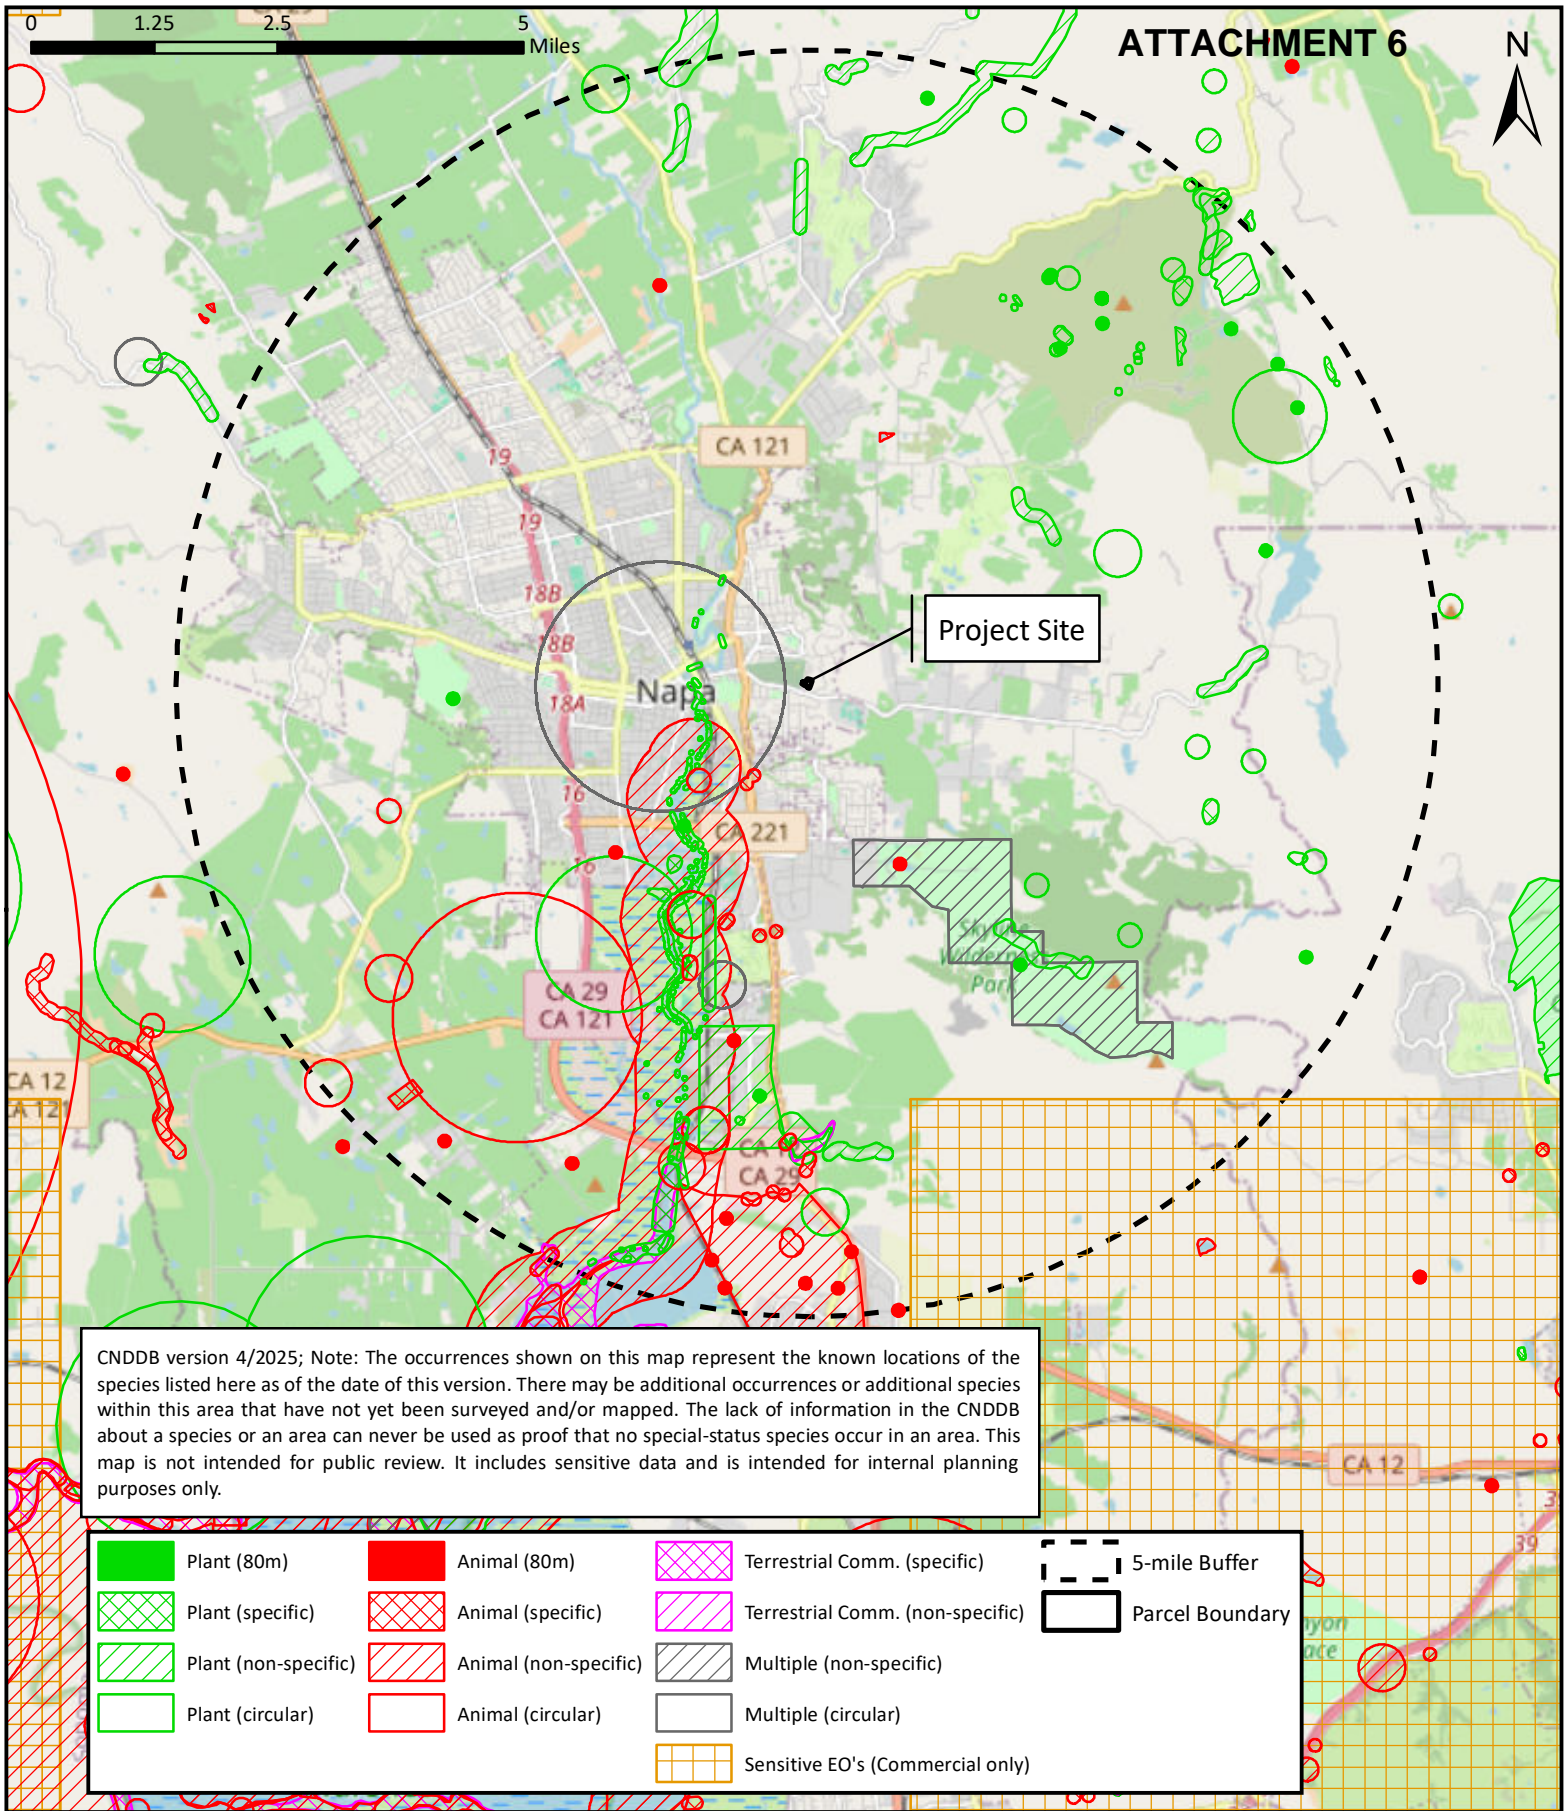 CA 29
0 1.25 2.5 5
Miles
ATTACHMENT 6
N
CA 121
19
19
18B
18B
Project Site
Napa
18A
16
CA 221
16
Skyline
Wilderness
Park
CA 29
CA 121
CA 12
CA 121
CA 29
CNDDB version 4/2025; Note: The occurrences shown on this map represent the known locations of the
species listed here as of the date of this version. There may be additional occurrences or additional species
within this area that have not yet been surveyed and/or mapped. The lack of information in the CNDDB
about a species or an area can never be used as proof that no special-status species occur in an area. This
map is not intended for public review. It includes sensitive data and is intended for internal planning
purposes only.
CA 12
39
Plant (80m)
Plant (specific)
Plant (non-specific)
Plant (circular)
Animal (80m)
Animal (specific)
Animal (non-specific)
Animal (circular)
Terrestrial Comm. (specific)
Terrestrial Comm. (non-specific)
Multiple (non-specific)
Multiple (circular)
Sensitive EO's (Commercial only)
5-mile Buffer
Parcel Boundary